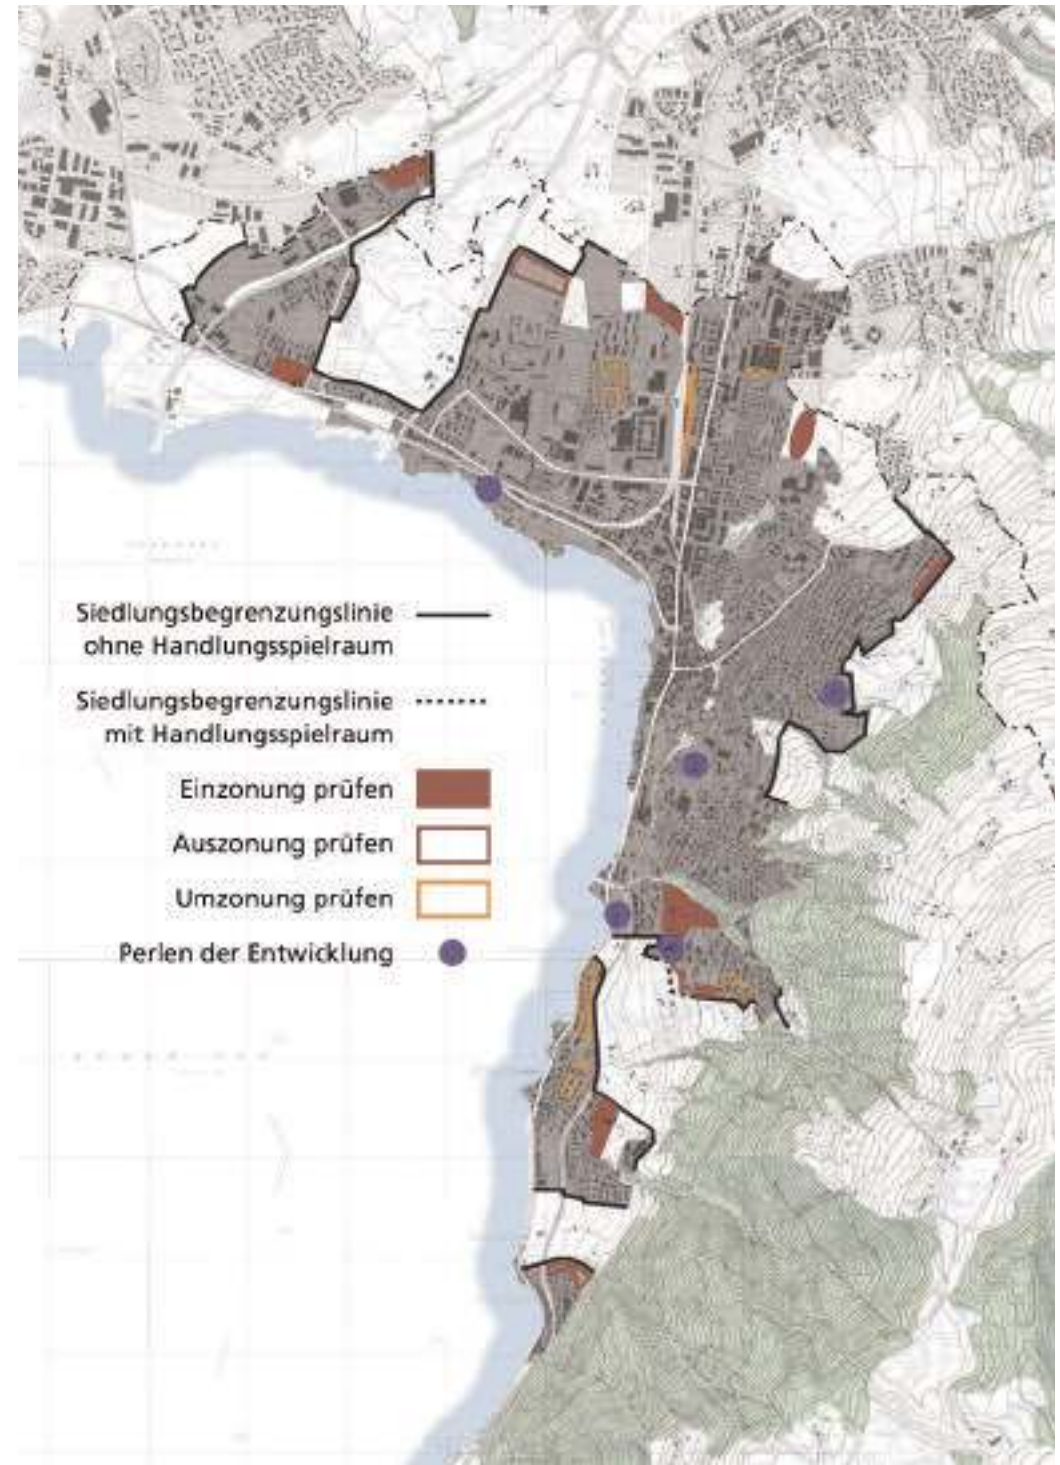 Siedlungsbegrenzungslinie
ohne Handlungsspielraum
Siedlungsbegrenzungslinie
mit Handlungsspielraum
Einzonung prüfen
Auszonung prüfen
Umzonung prüfen
Perlen der Entwicklung